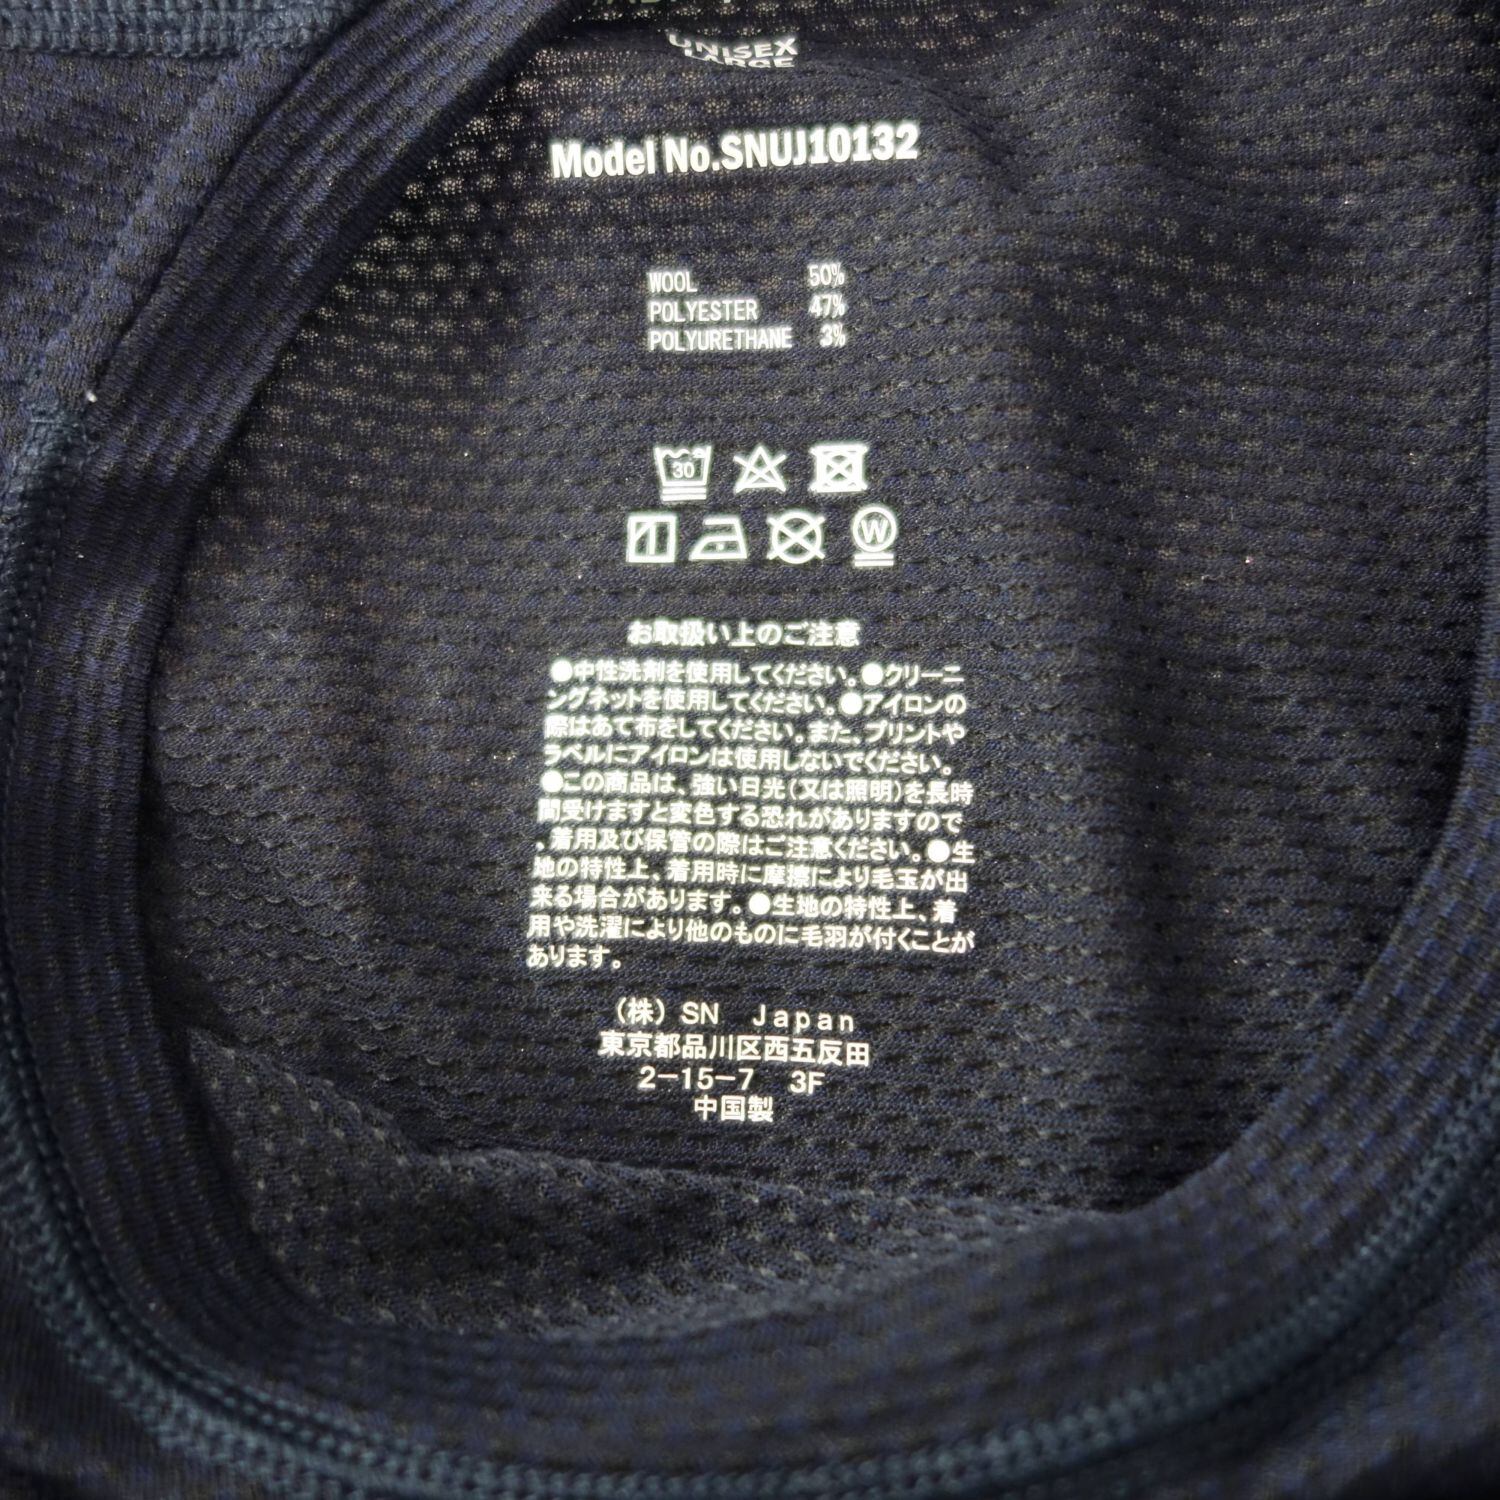 UNISEX
LARGE
Model No.SNUJ10132
WOOL 50%
POLYESTER 47%
POLYURETHANE 3%
30
W
お取扱い上のご注意
●中性洗剤を使用してください。●クリーニ
ングネットを使用してください。●アイロンの
際はあて布をしてください。また、プリントや
ラベルにアイロンは使用しないでください。
●この商品は、強い日光(又は照明)を長時
間受けますと変色する恐れがありますので
、着用及び保管の際はご注意ください。●生
地の特性上、着用時に摩擦により毛玉が出
来る場合があります。●生地の特性上、着
用や洗濯により他のものに毛羽が付くことが
あります。
(株) SN Japan
東京都品川区西五反田
2-15-7 3F
中国製